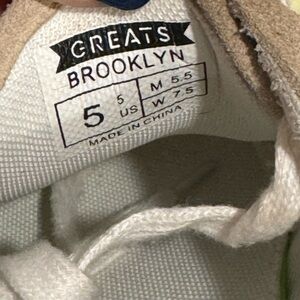 GREATS
BROOKLYN
5 5 US M 5.5
W 7.5
MADE IN CHINA